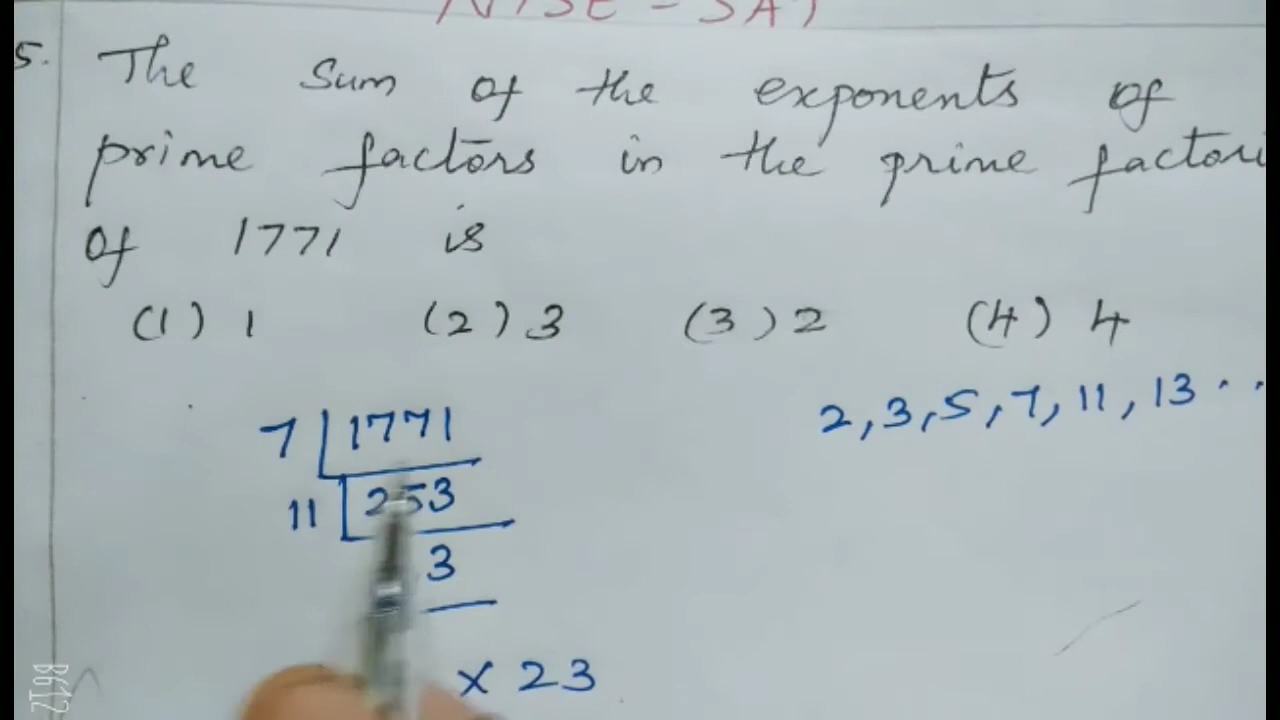 5. The sum of the exponents of
prime factors in the prime factori
of 1771 is
(1) 1 (2) 3 (3) 2 (4) 4
2, 3, 5, 7, 11, 13 . .
7 1771
11 253
3
x 23
B612